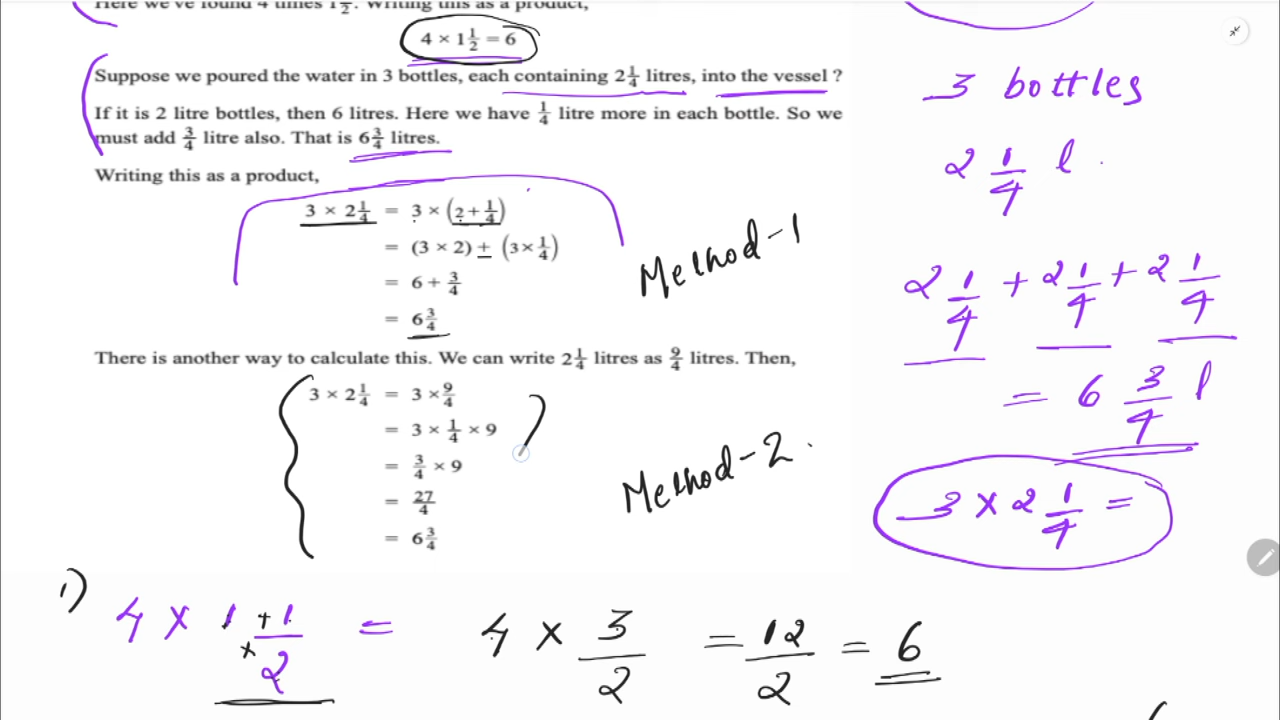 Here we've found 4 times 1½. Writing this as a product,
4 × 1½ = 6
Suppose we poured the water in 3 bottles, each containing 2¼ litres, into the vessel ?
If it is 2 litre bottles, then 6 litres. Here we have ¼ litre more in each bottle. So we
must add ¾ litre also. That is 6¾ litres.
Writing this as a product,
3 × 2¼ = 3 × (2 + ¼)
= (3 × 2) + (3 × ¼)
= 6 + ¾
= 6¾
Method-1
There is another way to calculate this. We can write 2¼ litres as 9/4 litres. Then,
3 × 2¼ = 3 × 9/4
= 3 × ¼ × 9
= ¾ × 9
= 27/4
= 6¾
Method-2
3 bottles
2¼ l
2¼ + 2¼ + 2¼
= 6¾ l
3 × 2¼ =
1) 4 × 1 + 1/2 = 4 × 3/2 = 12/2 = 6
×